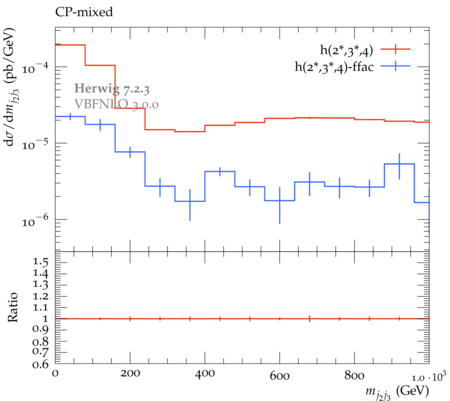 CP-mixed
h(2*,3*,4)
h(2*,3*,4)-ffac
Herwig 7.2.3
VBFNLO 3.0.0
dσ/dm_{j₂j₃} (pb/GeV)
10⁻⁴
10⁻⁵
10⁻⁶
Ratio
1.5
1.4
1.3
1.2
1.1
1
0.9
0.8
0.7
0.6
0 200 400 600 800 1.0 · 10³
m_{j₂j₃} (GeV)